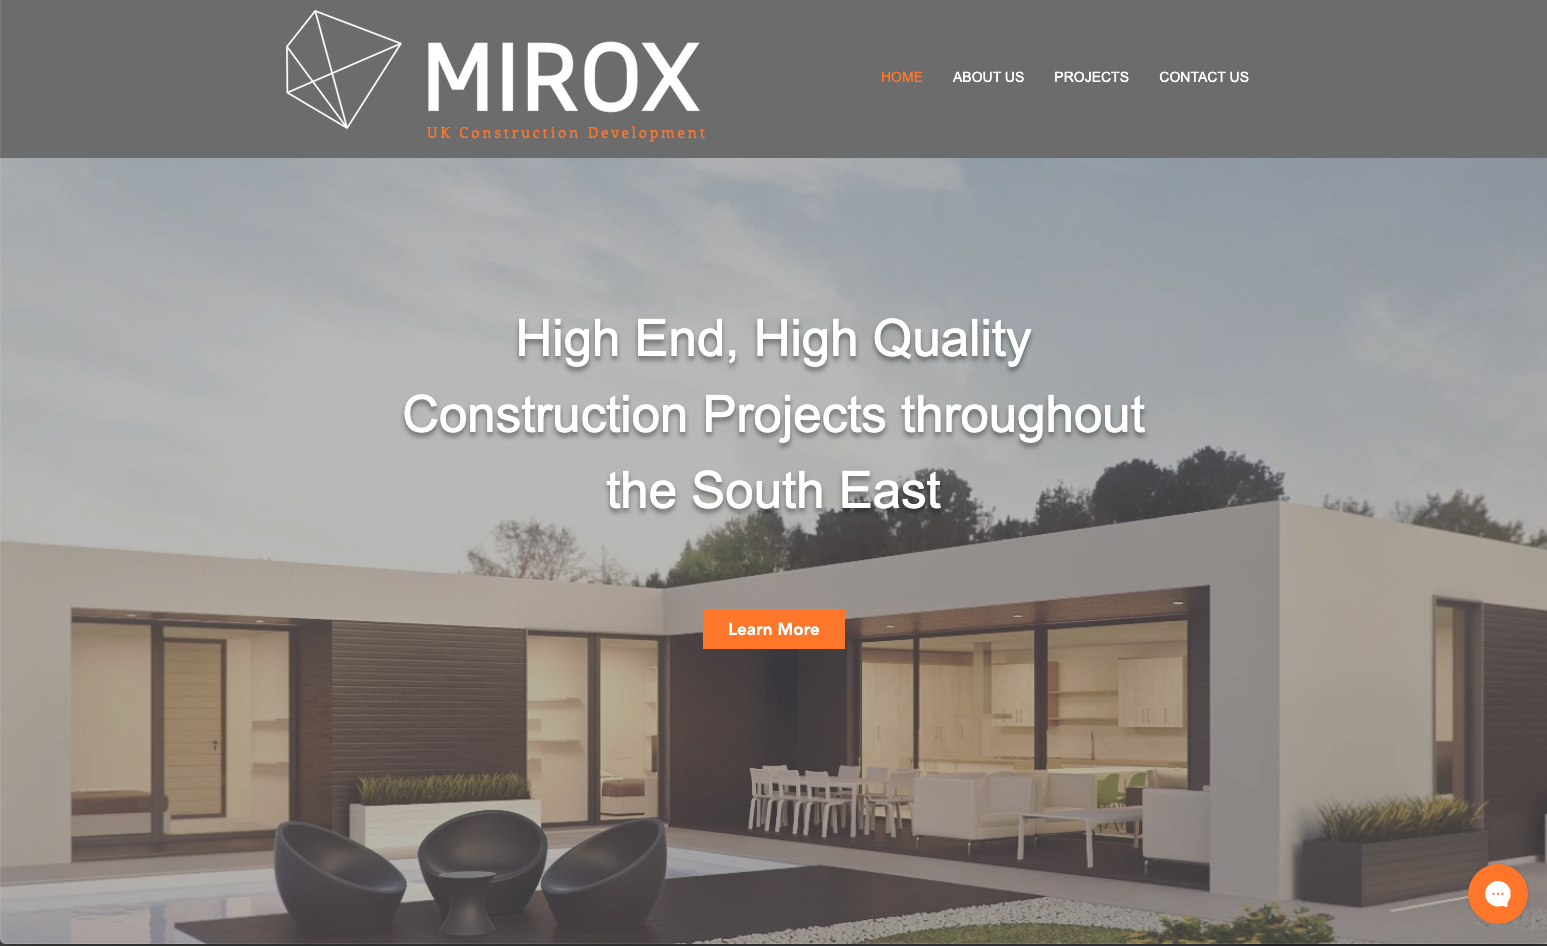 MIROX
UK Construction Development
HOME ABOUT US PROJECTS CONTACT US
High End, High Quality
Construction Projects throughout
the South East
Learn More